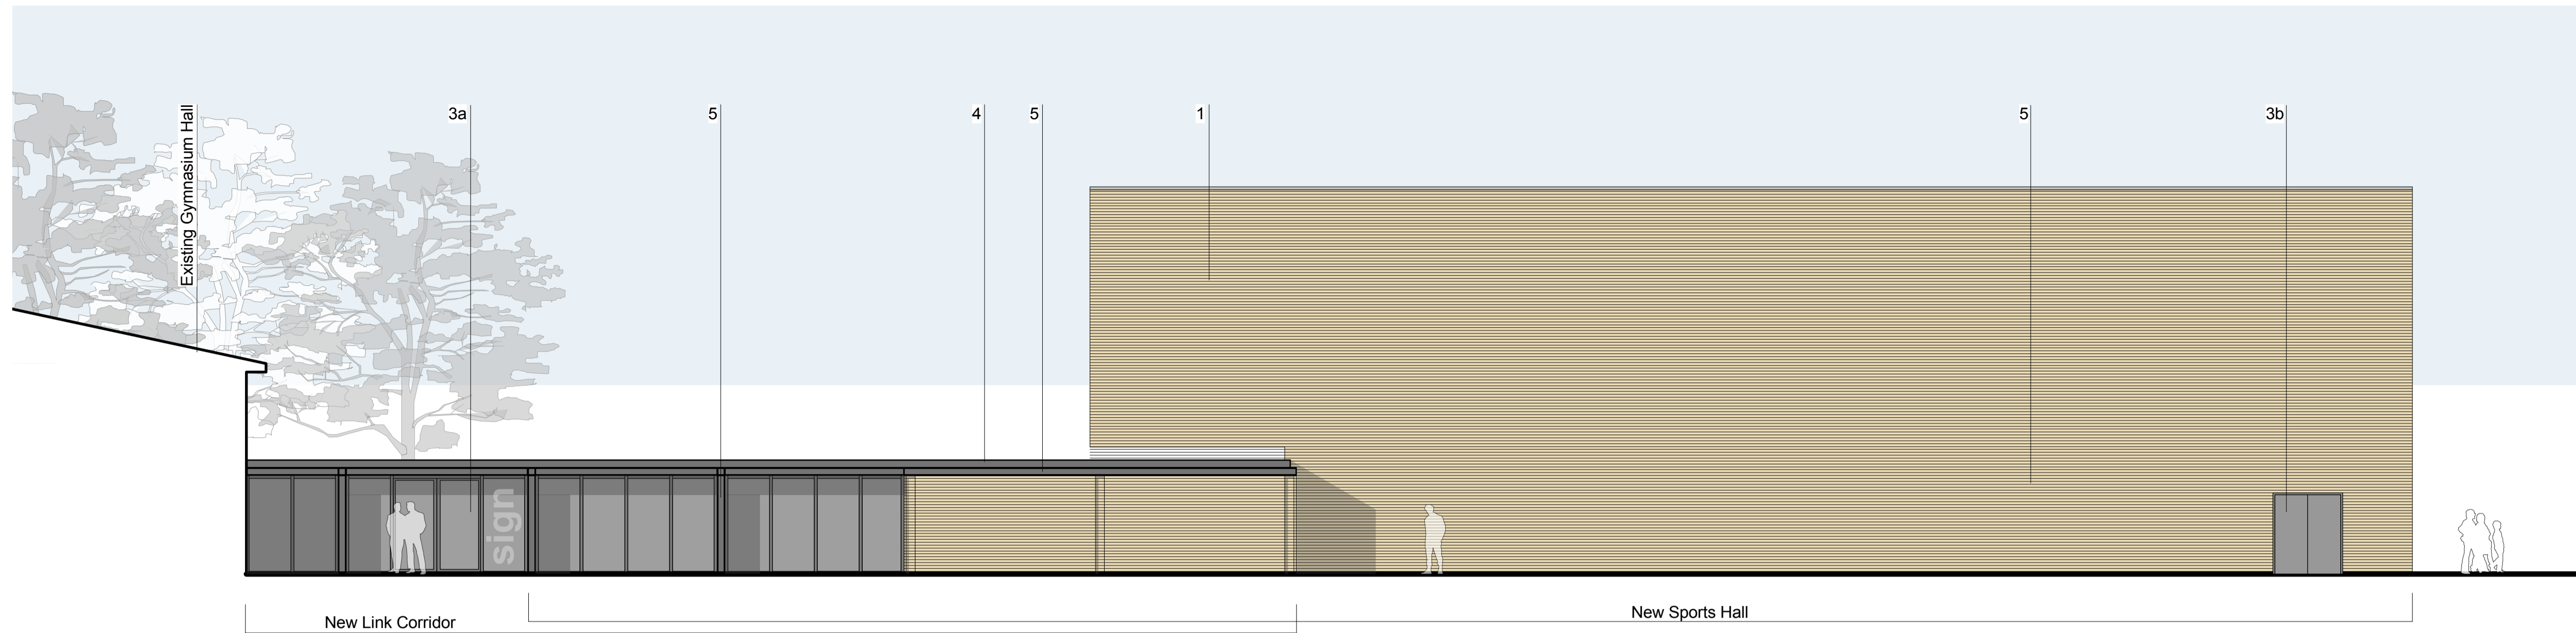 Existing Gymnasium Hall
3a
5
4
5
1
5
3b
sign
New Link Corridor
New Sports Hall